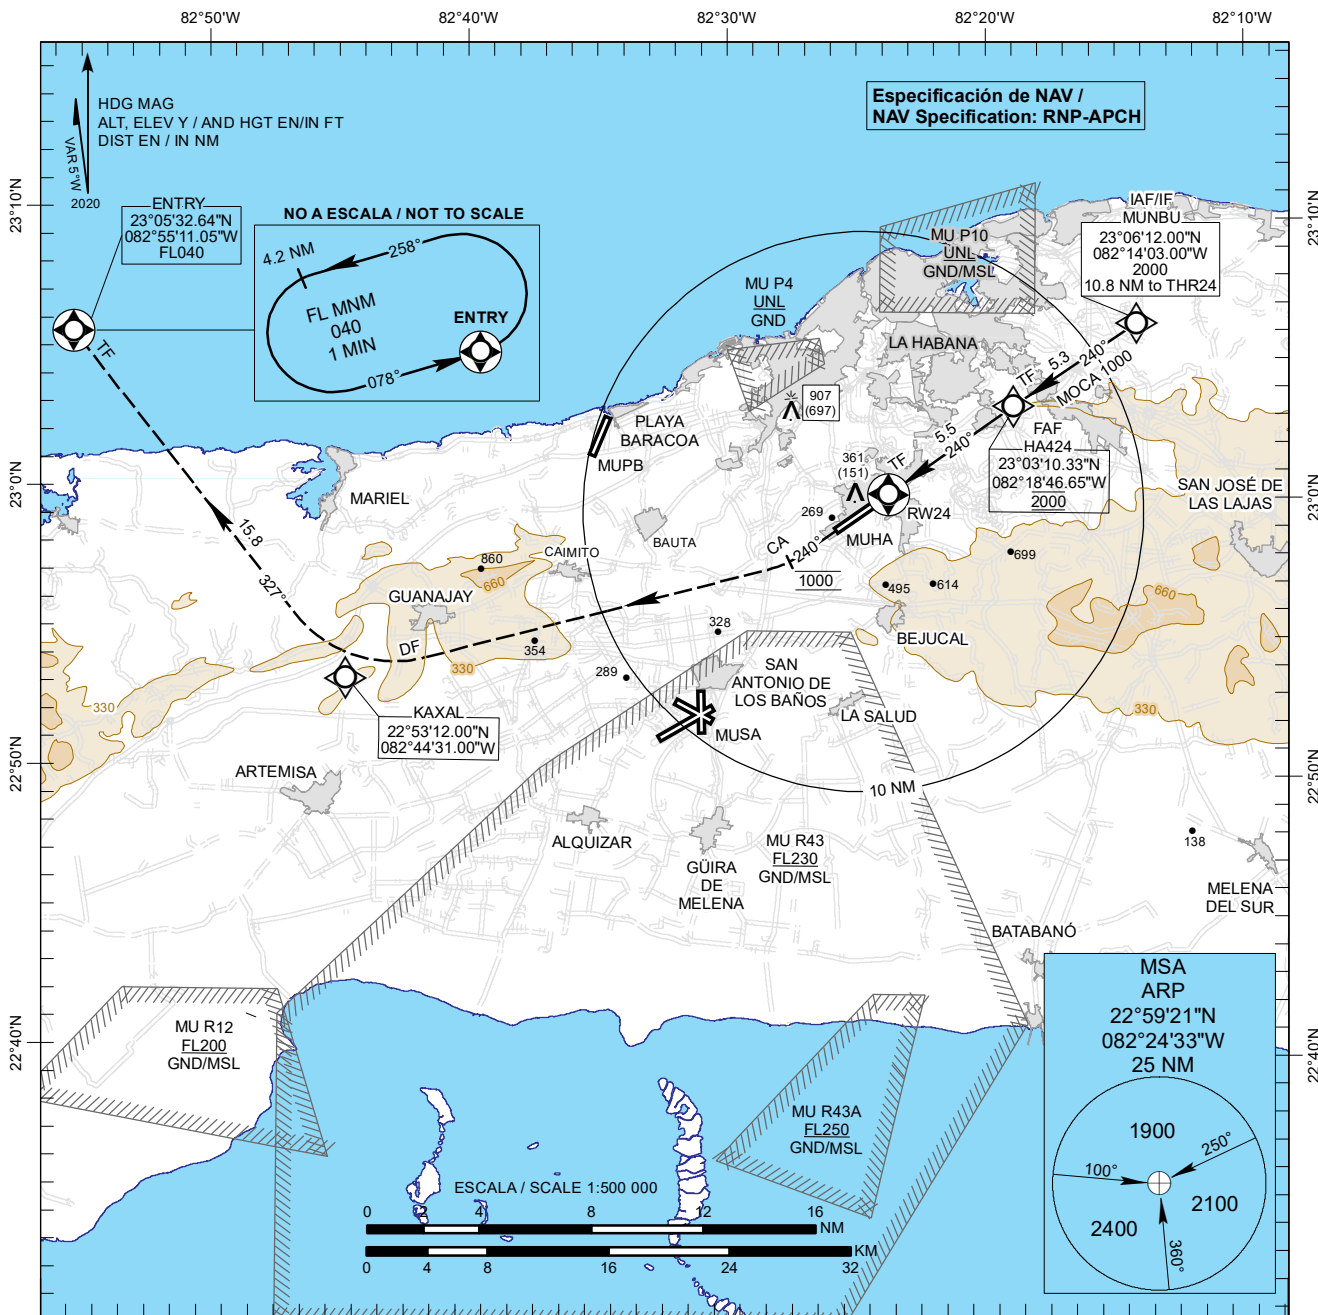 82°50'W
82°40'W
82°30'W
82°20'W
82°10'W
HDG MAG
ALT, ELEV Y / AND HGT EN/IN FT
DIST EN / IN NM
VAR 5°W
2020
Especificación de NAV /
NAV Specification: RNP-APCH
23°10'N
23°10'N
ENTRY
23°05'32.64"N
082°55'11.05"W
FL040
NO A ESCALA / NOT TO SCALE
4.2 NM
258°
FL MNM
040
1 MIN
ENTRY
078°
IAF/IF
MUNBU
23°06'12.00"N
082°14'03.00"W
2000
10.8 NM to THR24
MU P10
UNL
GND/MSL
MU P4
UNL
GND
LA HABANA
TF
TF
5.3
240°
MOCA 1000
907
(697)
PLAYA
BARACOA
MUPB
FAF
HA424
23°03'10.33"N
082°18'46.65"W
2000
5.5
240°
TF
361
(151)
SAN JOSÉ DE
LAS LAJAS
23°0'N
23°0'N
MARIEL
269
RW24
MUHA
BAUTA
CA
240°
1000
15.8
327°
CAIMITO
860
660
GUANAJAY
699
495
614
660
BEJUCAL
328
DF
354
330
289
330
330
SAN
ANTONIO DE
LOS BAÑOS
LA SALUD
MUSA
KAXAL
22°53'12.00"N
082°44'31.00"W
22°50'N
22°50'N
ARTEMISA
10 NM
ALQUIZAR
GÜIRA
DE
MELENA
MU R43
FL230
GND/MSL
138
MELENA
DEL SUR
BATABANÓ
MSA
ARP
22°59'21"N
082°24'33"W
25 NM
1900
250°
100°
2100
2400
360°
22°40'N
22°40'N
MU R12
FL200
GND/MSL
MU R43A
FL250
GND/MSL
ESCALA / SCALE 1:500 000
0 2 4 8 12 16
NM
KM
0 4 8 16 24 32